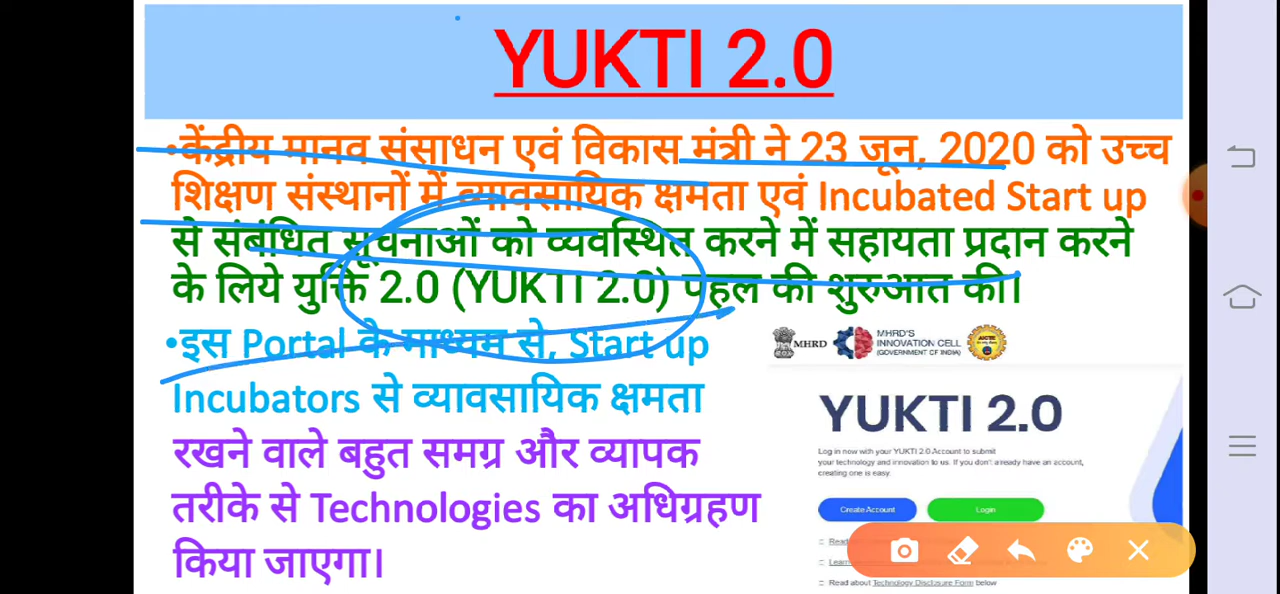 YUKTI 2.0
•केंद्रीय मानव संसाधन एवं विकास मंत्री ने 23 जून, 2020 को उच्च
शिक्षण संस्थानों में व्यावसायिक क्षमता एवं Incubated Start up
से संबंधित सूचनाओं को व्यवस्थित करने में सहायता प्रदान करने
के लिये युक्ति 2.0 (YUKTI 2.0) पहल की शुरुआत की।
•इस Portal के माध्यम से, Start up
Incubators से व्यावसायिक क्षमता
रखने वाले बहुत समग्र और व्यापक
तरीके से Technologies का अधिग्रहण
किया जाएगा।
MHRD
MHRD'S
INNOVATION CELL
(GOVERNMENT OF INDIA)
YUKTI 2.0
Log in now with your YUKTI 2.0 Account to submit
your technology and innovation to us. If you don't already have an account,
creating one is easy.
Create Account
Login
Read about Technology Disclosure Form below